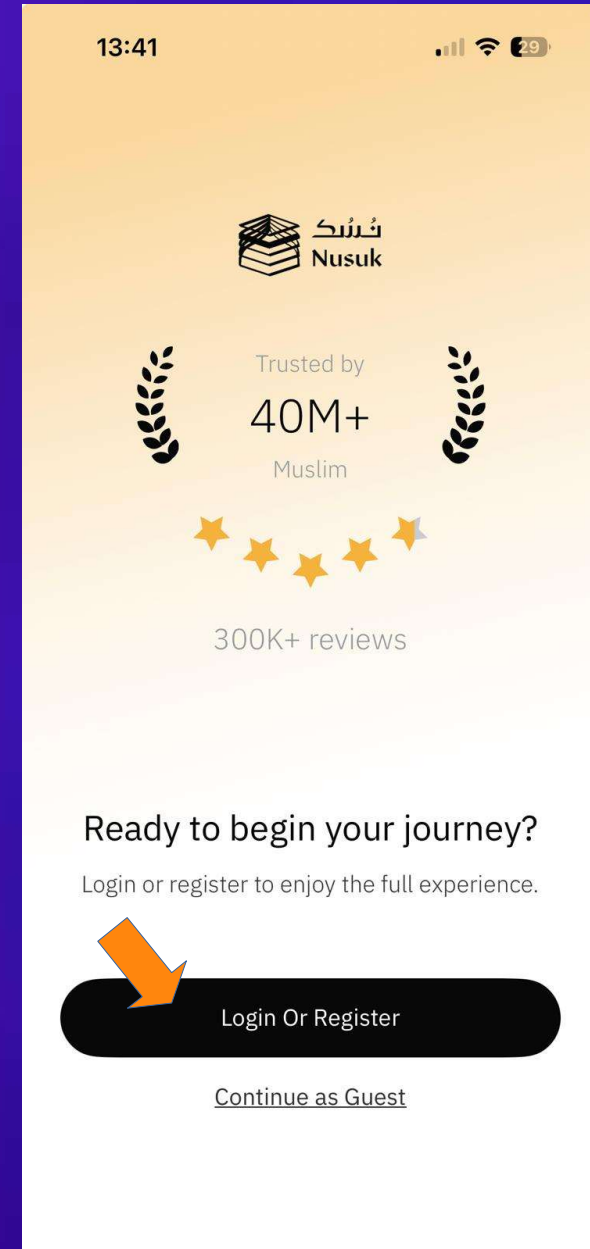 13:41
29
نُسُك
Nusuk
Trusted by
40M+
Muslim
300K+ reviews
Ready to begin your journey?
Login or register to enjoy the full experience.
Login Or Register
Continue as Guest